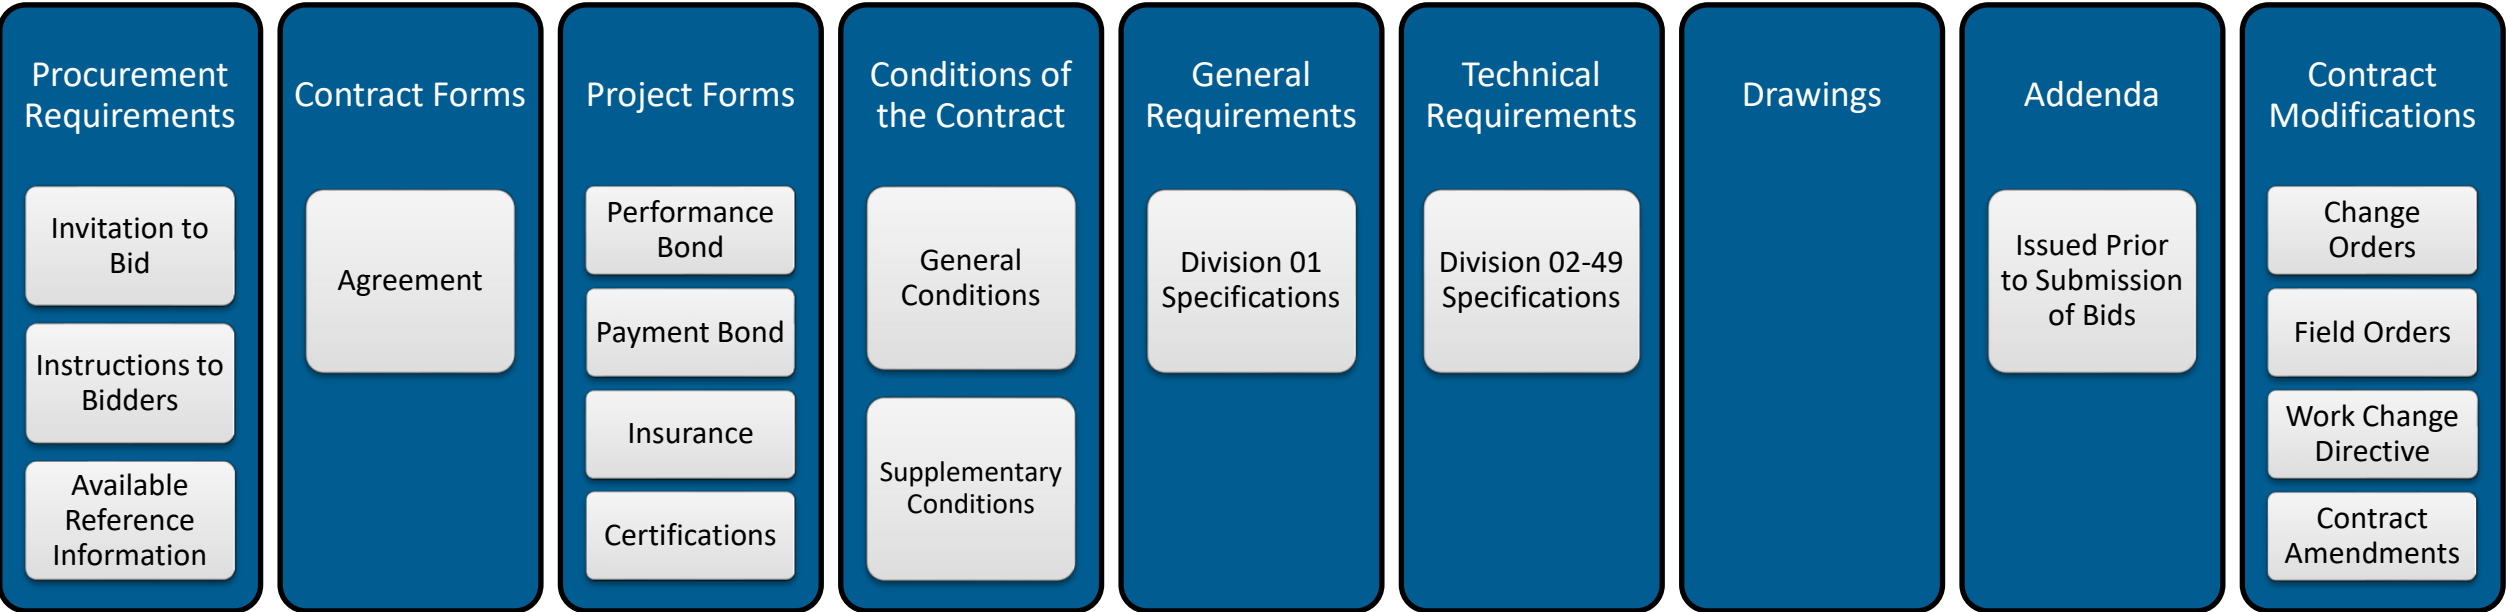 Procurement
Requirements
Invitation to
Bid
Instructions to
Bidders
Available
Reference
Information
Contract Forms
Agreement
Project Forms
Performance
Bond
Payment Bond
Insurance
Certifications
Conditions of
the Contract
General
Conditions
Supplementary
Conditions
General
Requirements
Division 01
Specifications
Technical
Requirements
Division 02-49
Specifications
Drawings
Addenda
Issued Prior
to Submission
of Bids
Contract
Modifications
Change
Orders
Field Orders
Work Change
Directive
Contract
Amendments